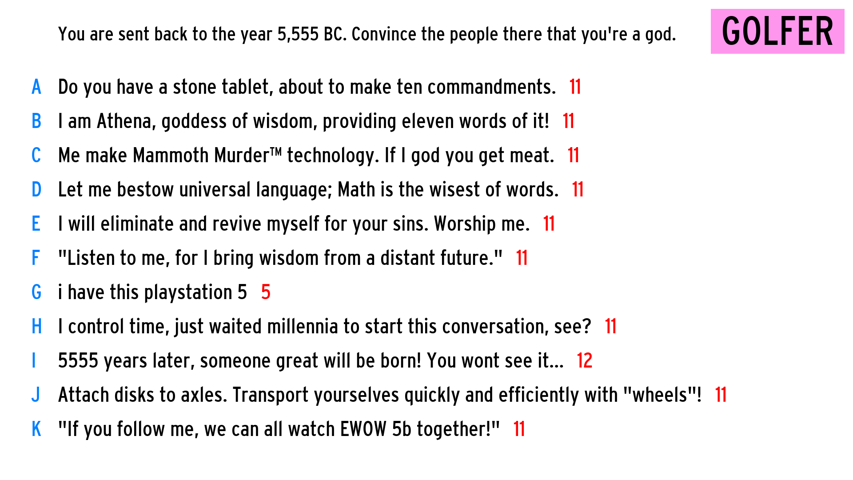 You are sent back to the year 5,555 BC. Convince the people there that you're a god.
GOLFER
A Do you have a stone tablet, about to make ten commandments. 11
B I am Athena, goddess of wisdom, providing eleven words of it! 11
C Me make Mammoth Murder™ technology. If I god you get meat. 11
D Let me bestow universal language; Math is the wisest of words. 11
E I will eliminate and revive myself for your sins. Worship me. 11
F "Listen to me, for I bring wisdom from a distant future." 11
G i have this playstation 5 5
H I control time, just waited millennia to start this conversation, see? 11
I 5555 years later, someone great will be born! You wont see it... 12
J Attach disks to axles. Transport yourselves quickly and efficiently with "wheels"! 11
K "If you follow me, we can all watch EWOW 5b together!" 11